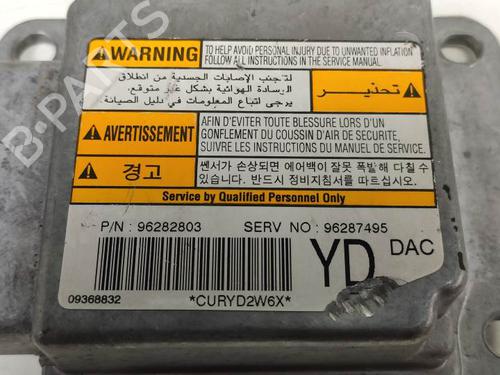 WARNING
TO HELP AVOID PERSONAL INJURY DUE TO UNWANTED INFLATION
FOLLOW ALL INSTRUCTIONS IN THE SERVICE MANUAL
لتجنب الإصابات الجسدية من انطلاق
الوسادة الهوائية بشكل غير متوقع.
يرجى اتباع المعلومات في دليل الصيانة.
تحذير
AVERTISSEMENT
AFIN D'EVITER TOUTE BLESSURE LORS D'UN
GONFLEMENT DU COUSSIN D'AIR DE SECURITE,
SUIVRE LES INSTRUCTIONS DU MANUEL DE SERVICE.
경고
쎈서가 손상되면 에어백이 잘못 폭발해 다칠 수
있습니다. 반드시 정비지침서를 따르십시오.
Service by Qualified Personnel Only
P/N : 96282803
SERV NO : 96287495
YD
DAC
09368832
*CURYD2W6X*
B-PARTS